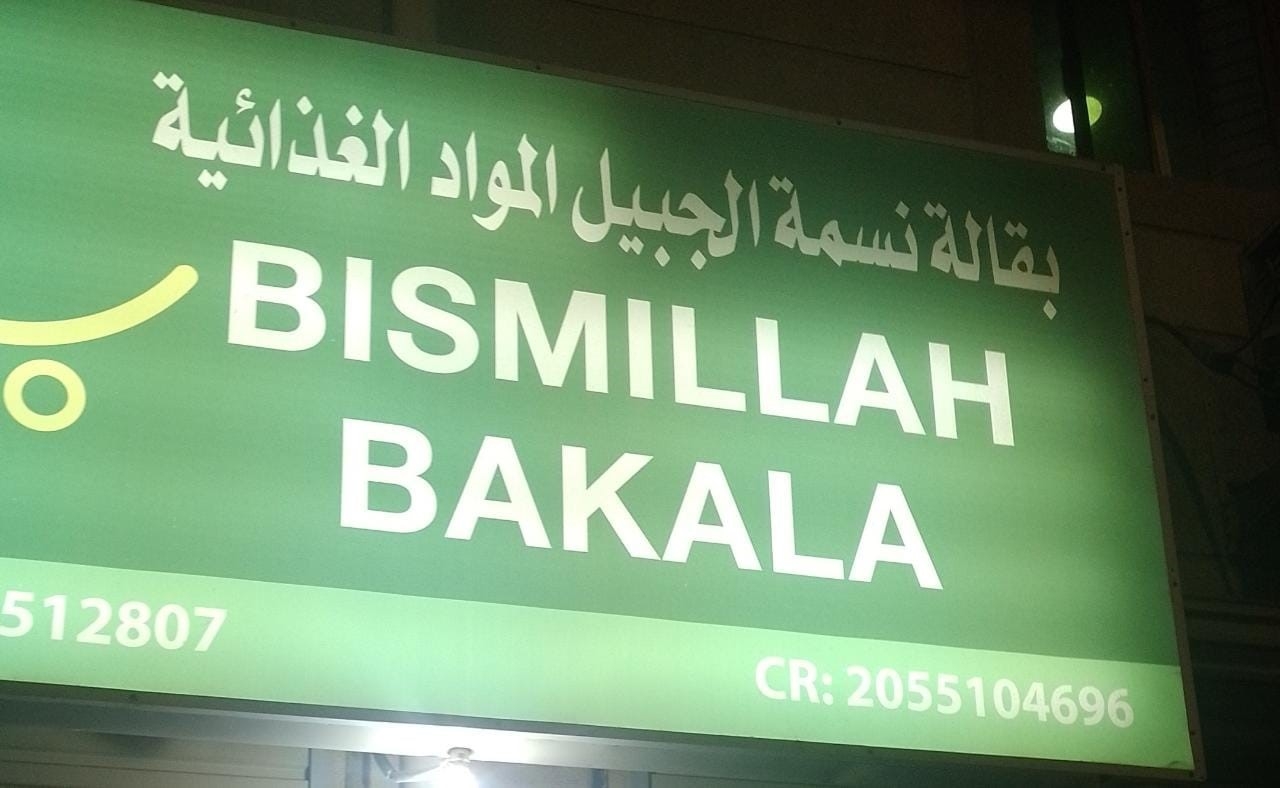 بقالة نسمة الجبيل المواد الغذائية
BISMILLAH
BAKALA
512807
CR: 2055104696